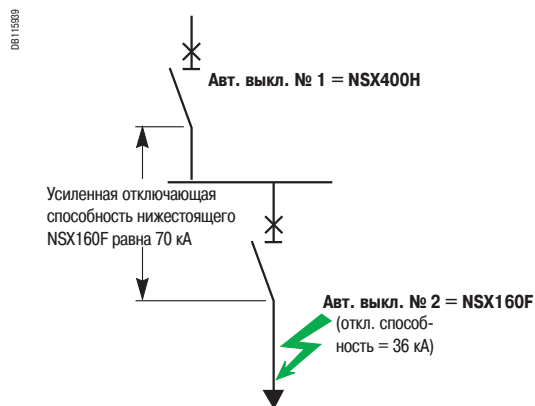 DB115939
Авт. выкл. № 1 = NSX400H
Усиленная отключающая
способность нижестоящего
NSX160F равна 70 кА
Авт. выкл. № 2 = NSX160F
(откл. способ-
ность = 36 кА)